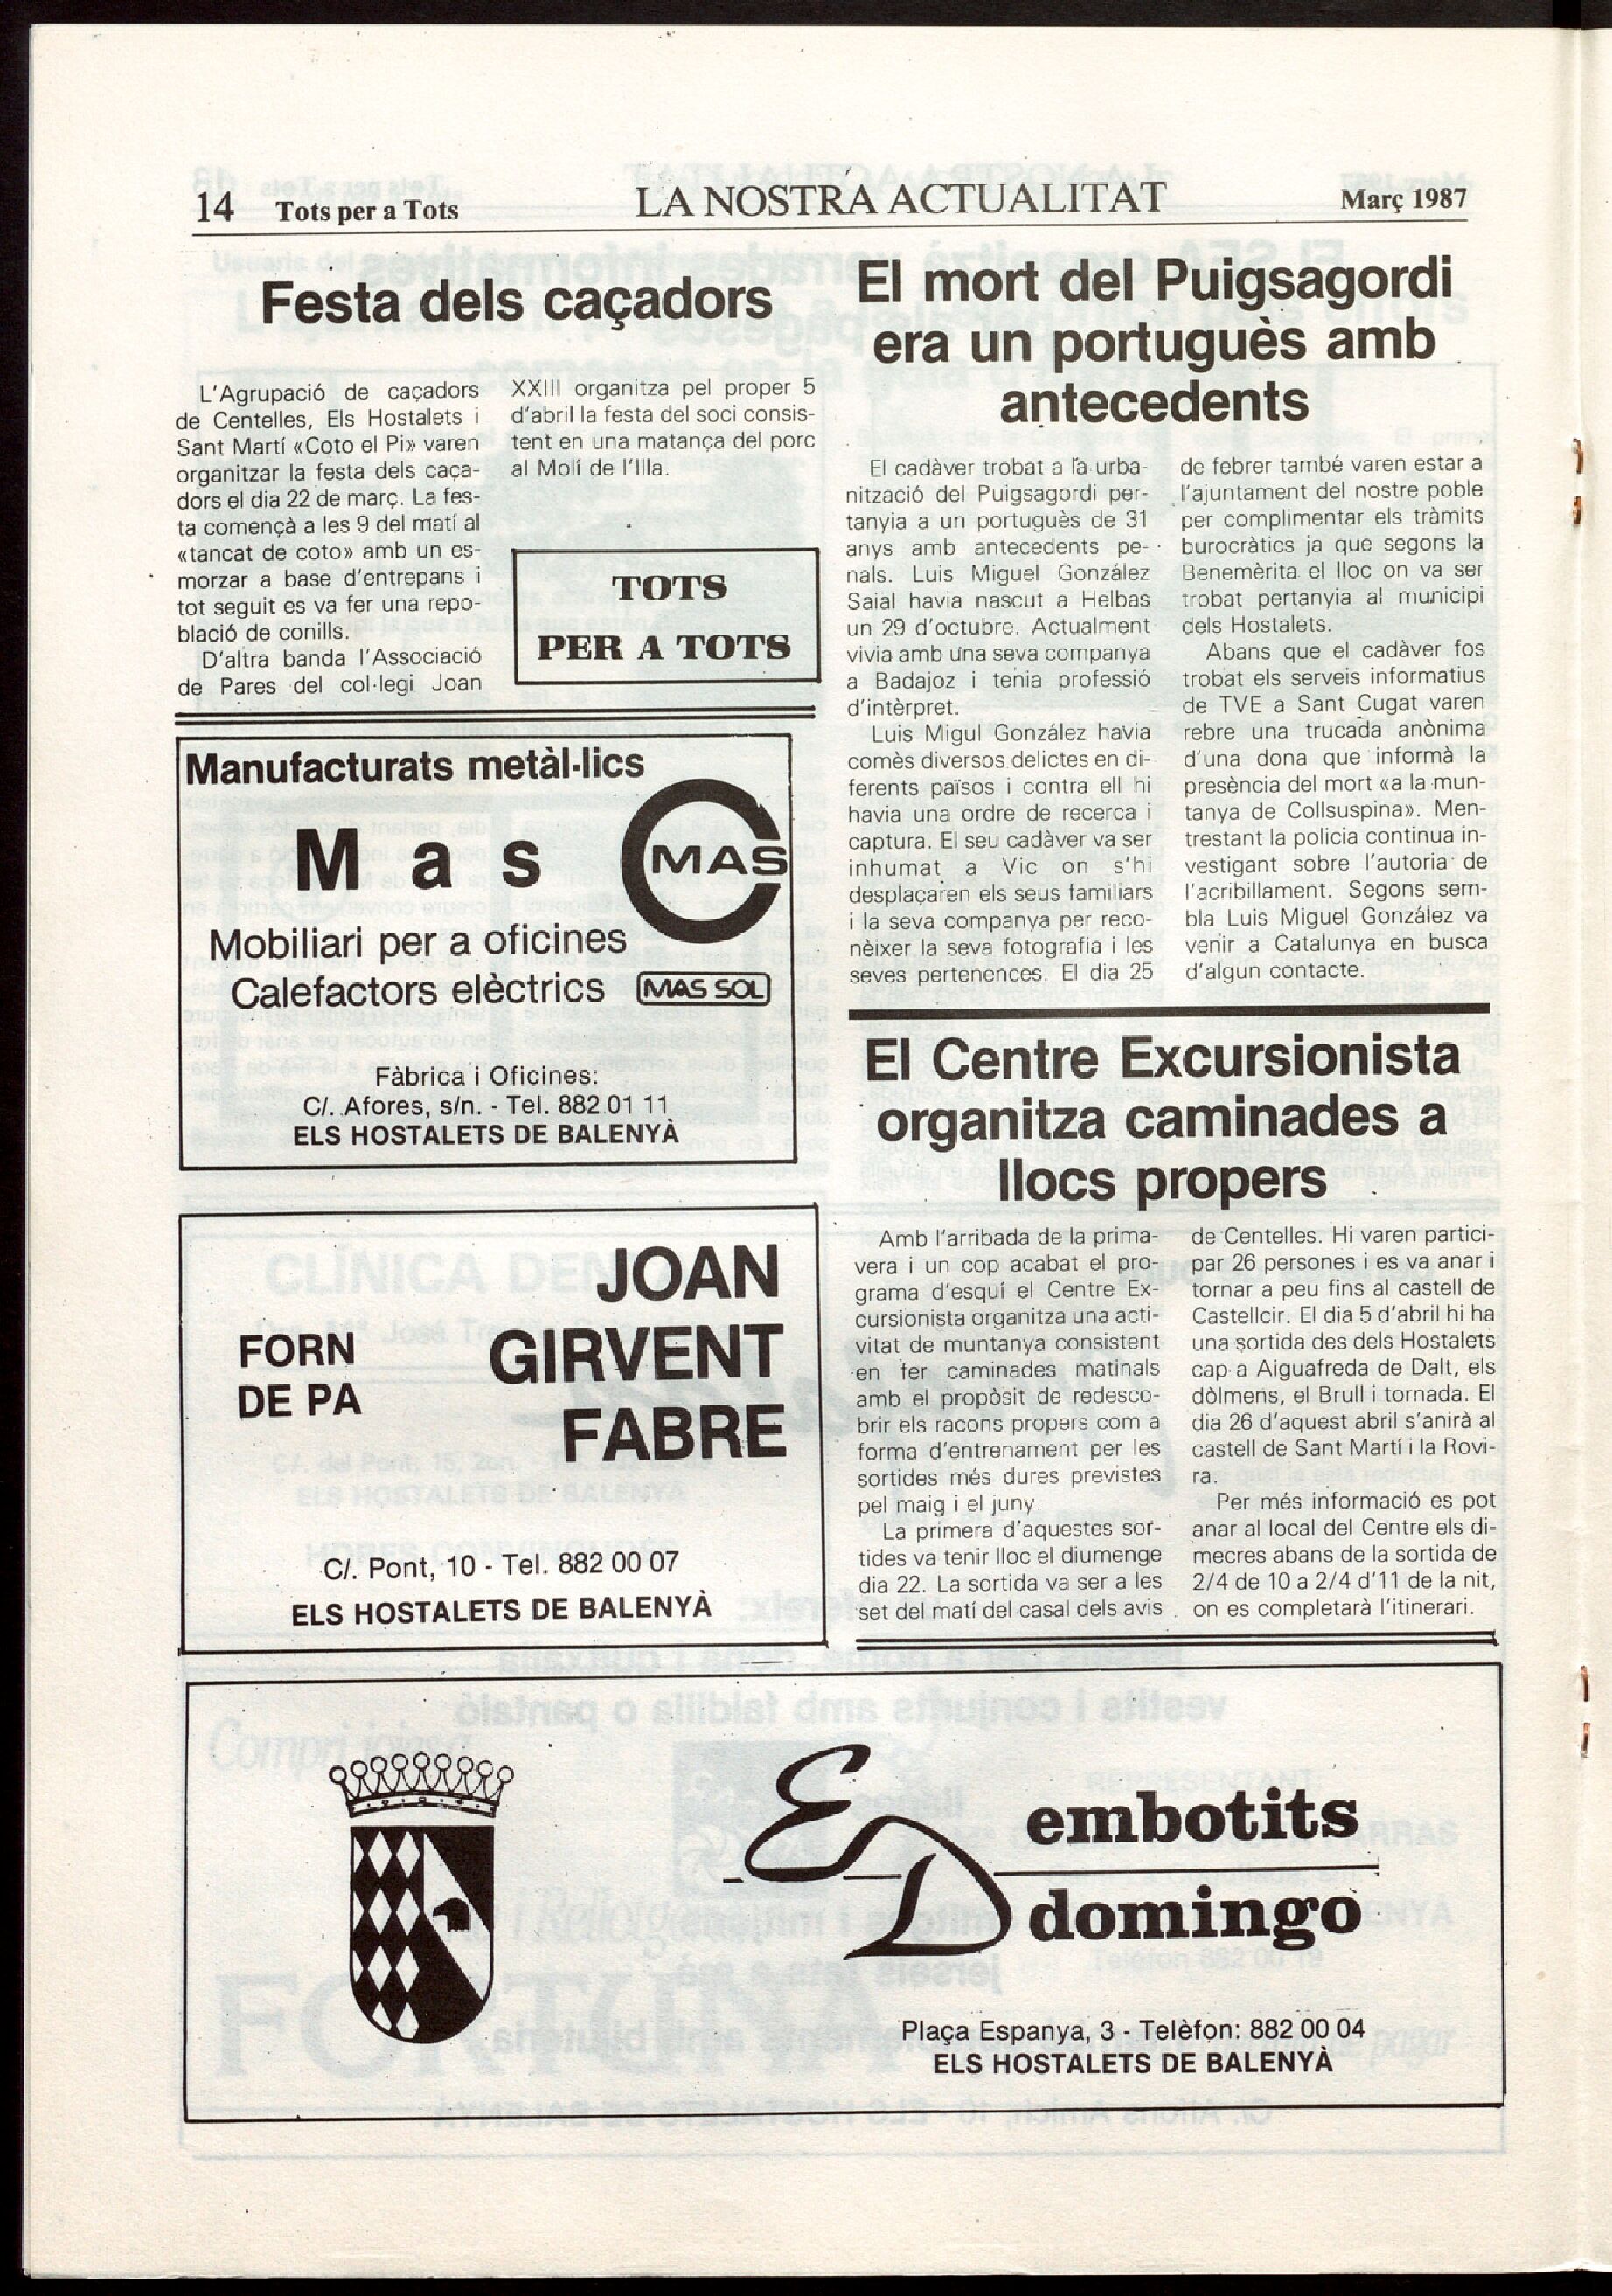 14 Tots per a Tots LA NOSTRA ACTUALITAT Març 1987
Festa dels caçadors
L'Agrupació de caçadors
de Centelles, Els Hostalets i
Sant Martí «Coto el Pi» varen
organitzar la festa dels caça-
dors el dia 22 de març. La fes-
ta començà a les 9 del matí al
«tancat de coto» amb un es-
morzar a base d'entrepans i
tot seguit es va fer una repo-
blació de conills.
D'altra banda l'Associació
de Pares del col·legi Joan
XXIII organitza pel proper 5
d'abril la festa del soci consis-
tent en una matança del porc
al Molí de l'Illa.
TOTS
PER A TOTS
Manufacturats metàl·lics
Mas
MAS
Mobiliari per a oficines
Calefactors elèctrics MAS SOL
Fàbrica i Oficines:
C/. Afores, s/n. - Tel. 882 01 11
ELS HOSTALETS DE BALENYÀ
FORN
DE PA
JOAN
GIRVENT
FABRE
C/. Pont, 10 - Tel. 882 00 07
ELS HOSTALETS DE BALENYÀ
El mort del Puigsagordi
era un portuguès amb
antecedents
El cadàver trobat a la urba-
nització del Puigsagordi per-
tanyia a un portuguès de 31
anys amb antecedents pe-
nals. Luis Miguel González
Saial havia nascut a Helbas
un 29 d'octubre. Actualment
vivia amb una seva companya
a Badajoz i tenia professió
d'intèrpret.
Luis Migul González havia
comès diversos delictes en di-
ferents països i contra ell hi
havia una ordre de recerca i
captura. El seu cadàver va ser
inhumat a Vic on s'hi
desplaçaren els seus familiars
i la seva companya per reco-
nèixer la seva fotografia i les
seves pertenences. El dia 25
de febrer també varen estar a
l'ajuntament del nostre poble
per complimentar els tràmits
burocràtics ja que segons la
Benemèrita el lloc on va ser
trobat pertanyia al municipi
dels Hostalets.
Abans que el cadàver fos
trobat els serveis informatius
de TVE a Sant Cugat varen
rebre una trucada anònima
d'una dona que informà la
presència del mort «a la mun-
tanya de Collsuspina». Men-
trestant la policia continua in-
vestigant sobre l'autoria de
l'acribillament. Segons sem-
bla Luis Miguel González va
venir a Catalunya en busca
d'algun contacte.
El Centre Excursionista
organitza caminades a
llocs propers
Amb l'arribada de la prima-
vera i un cop acabat el pro-
grama d'esquí el Centre Ex-
cursionista organitza una acti-
vitat de muntanya consistent
en fer caminades matinals
amb el propòsit de redesco-
brir els racons propers com a
forma d'entrenament per les
sortides més dures previstes
pel maig i el juny.
La primera d'aquestes sor-
tides va tenir lloc el diumenge
dia 22. La sortida va ser a les
set del matí del casal dels avis
de Centelles. Hi varen partici-
par 26 persones i es va anar i
tornar a peu fins al castell de
Castellcir. El dia 5 d'abril hi ha
una sortida des dels Hostalets
cap a Aiguafreda de Dalt, els
dòlmens, el Brull i tornada. El
dia 26 d'aquest abril s'anirà al
castell de Sant Martí i la Rovi-
ra.
Per més informació es pot
anar al local del Centre els di-
mecres abans de la sortida de
2/4 de 10 a 2/4 d'11 de la nit,
on es completarà l'itinerari.
ED
embotits
domingo
Plaça Espanya, 3 - Telèfon: 882 00 04
ELS HOSTALETS DE BALENYÀ